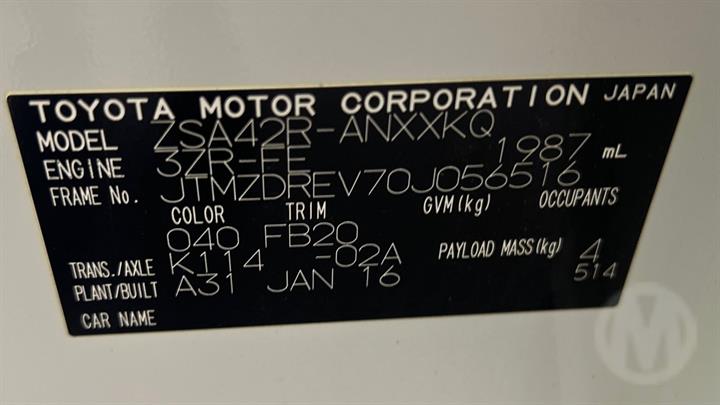 TOYOTA MOTOR CORPORATION JAPAN
MODEL ZSA42R-ANXXKQ
ENGINE 3ZR-FE 1987 mL
FRAME No. JTMZDREV70J056516
COLOR TRIM GVM(kg) OCCUPANTS
040 FB20
TRANS./AXLE K114 -02A PAYLOAD MASS(kg) 4
PLANT/BUILT A31 JAN 16 514
CAR NAME
M